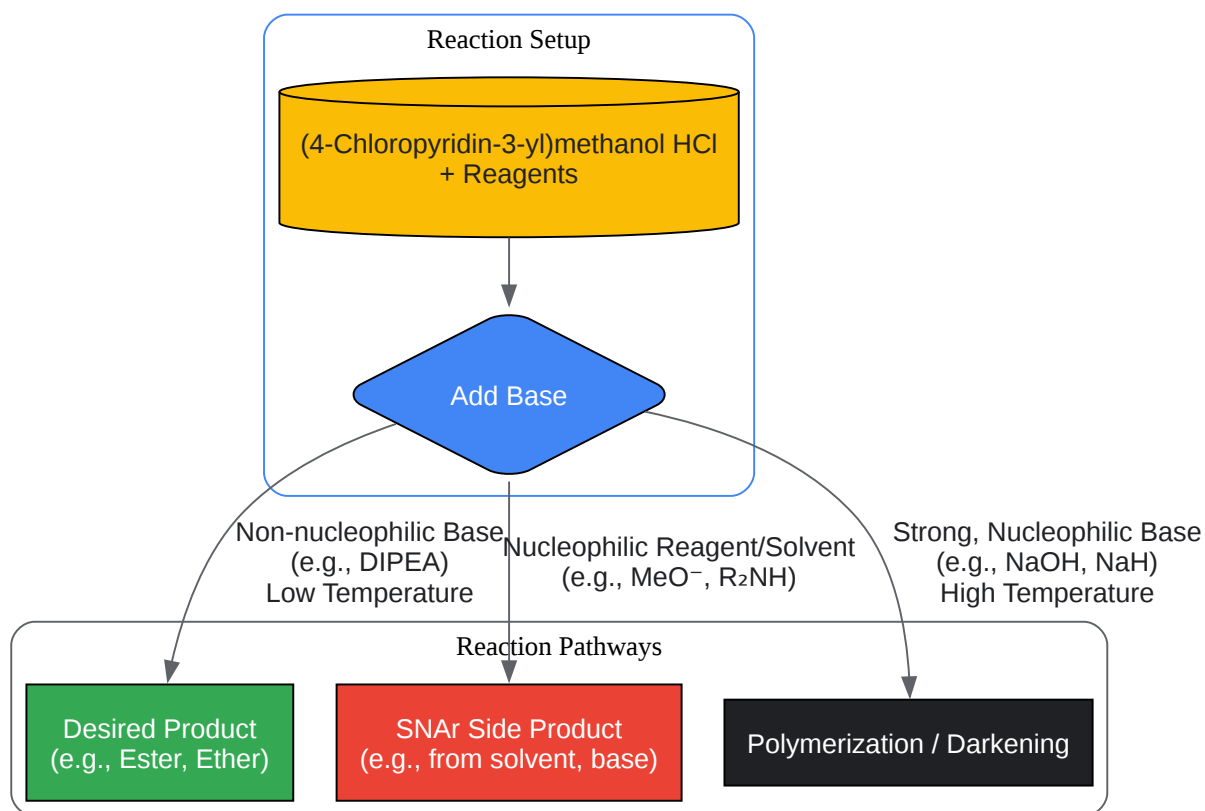 Reaction Setup
(4-Chloropyridin-3-yl)methanol HCl
+ Reagents
Add Base
Non-nucleophilic Base
(e.g., DIPEA)
Low Temperature
Nucleophilic Reagent/Solvent
(e.g., MeO⁻, R₂NH)
Strong, Nucleophilic Base
(e.g., NaOH, NaH)
High Temperature
Reaction Pathways
Desired Product
(e.g., Ester, Ether)
SNAr Side Product
(e.g., from solvent, base)
Polymerization / Darkening